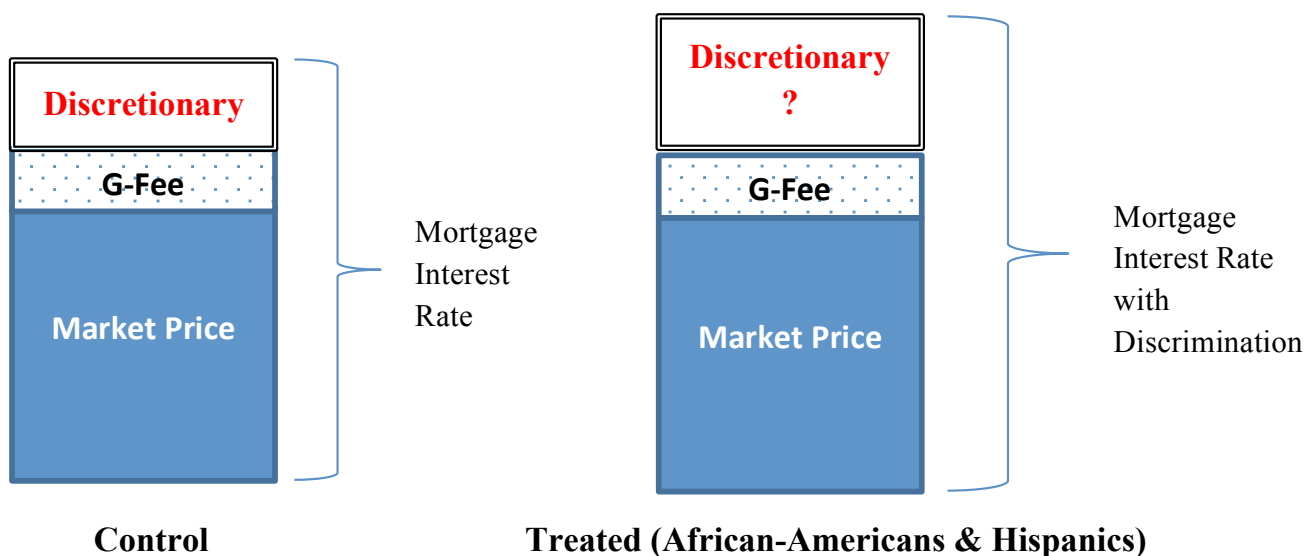 Discretionary
G-Fee
Market Price
Mortgage
Interest
Rate
Control
Discretionary
?
G-Fee
Market Price
Mortgage
Interest Rate
with
Discrimination
Treated (African-Americans & Hispanics)